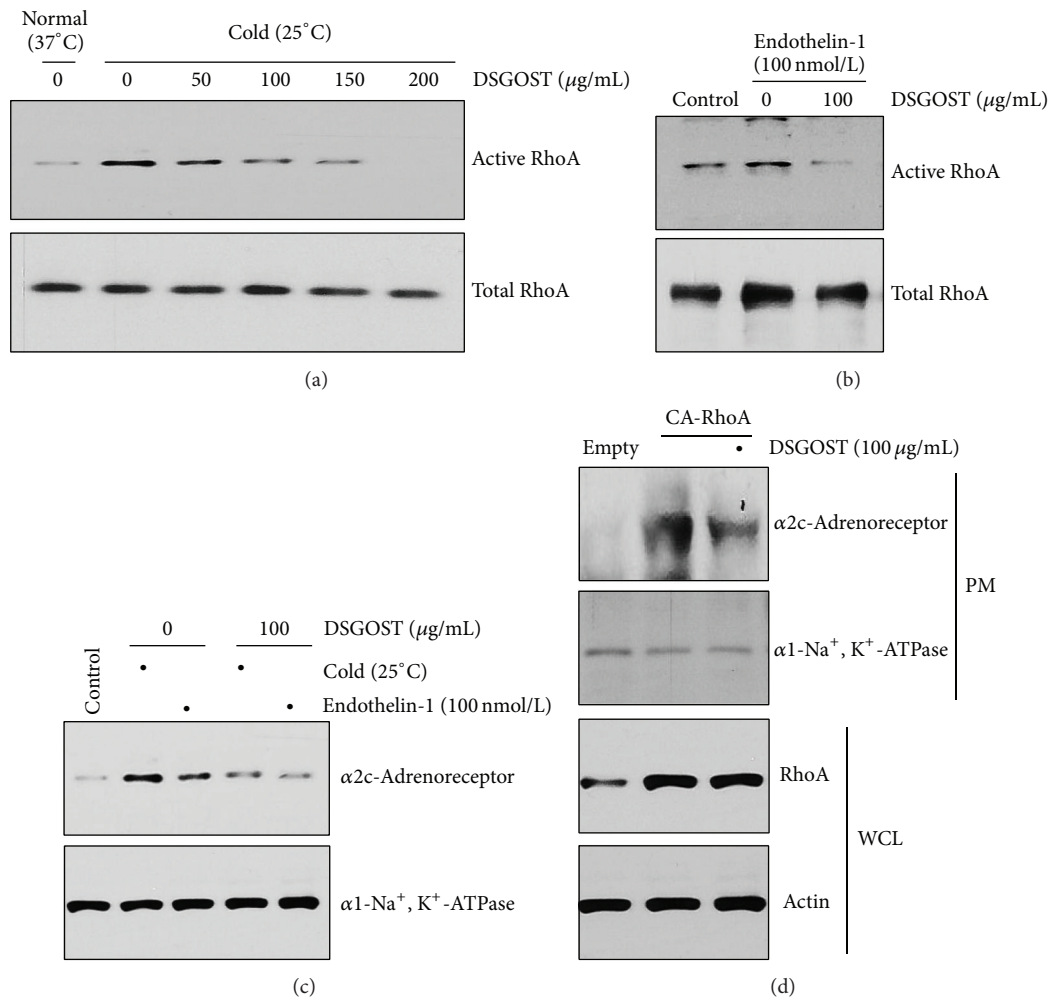 Normal
(37°C)
Cold (25°C)
0 0 50 100 150 200 DSGOST (μg/mL)
Active RhoA
Total RhoA
(a)
Endothelin-1
(100 nmol/L)
Control 0 100 DSGOST (μg/mL)
Active RhoA
Total RhoA
(b)
Control
0 100 DSGOST (μg/mL)
• • Cold (25°C)
• • Endothelin-1 (100 nmol/L)
α2c-Adrenoreceptor
α1-Na⁺, K⁺-ATPase
(c)
CA-RhoA
Empty • DSGOST (100 μg/mL)
α2c-Adrenoreceptor
α1-Na⁺, K⁺-ATPase
PM
RhoA
Actin
WCL
(d)